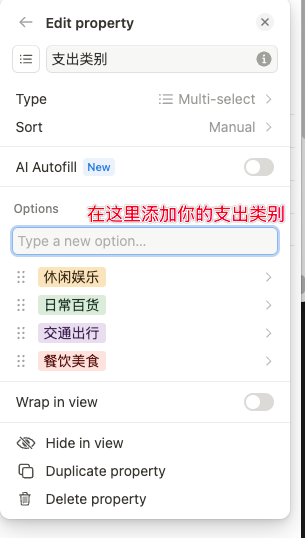 Edit property
支出类别
Type
Multi-select
Sort
Manual
AI Autofill New
Options
在这里添加你的支出类别
Type a new option...
休闲娱乐
日常百货
交通出行
餐饮美食
Wrap in view
Hide in view
Duplicate property
Delete property